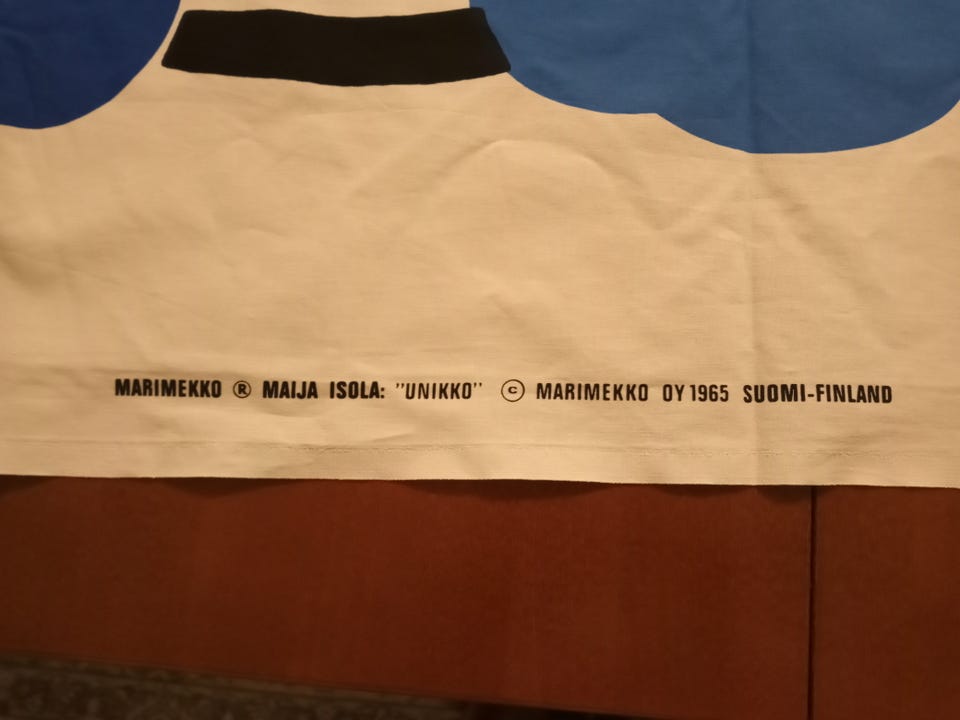 MARIMEKKO ® MAIJA ISOLA: "UNIKKO" © MARIMEKKO OY 1965 SUOMI-FINLAND